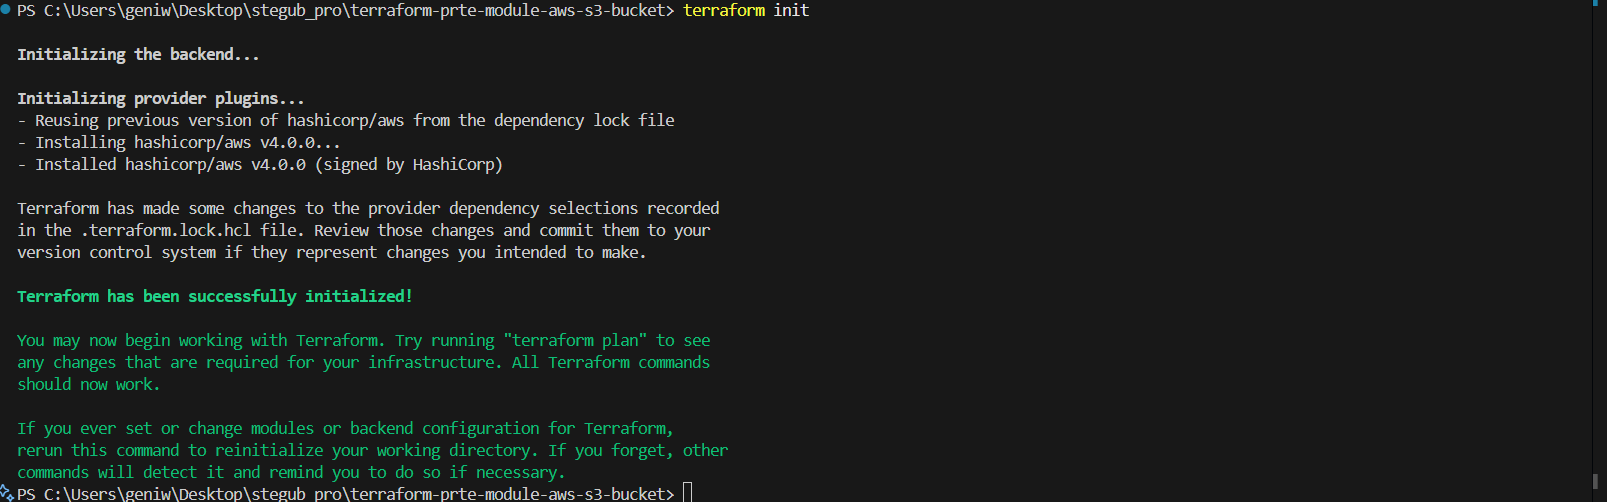 PS C:\Users\geniw\Desktop\stegub_pro\terraform-prte-module-aws-s3-bucket> terraform init
Initializing the backend...
Initializing provider plugins...
- Reusing previous version of hashicorp/aws from the dependency lock file
- Installing hashicorp/aws v4.0.0...
- Installed hashicorp/aws v4.0.0 (signed by HashiCorp)
Terraform has made some changes to the provider dependency selections recorded
in the .terraform.lock.hcl file. Review those changes and commit them to your
version control system if they represent changes you intended to make.
Terraform has been successfully initialized!
You may now begin working with Terraform. Try running "terraform plan" to see
any changes that are required for your infrastructure. All Terraform commands
should now work.
If you ever set or change modules or backend configuration for Terraform,
rerun this command to reinitialize your working directory. If you forget, other
commands will detect it and remind you to do so if necessary.
PS C:\Users\geniw\Desktop\stegub_pro\terraform-prte-module-aws-s3-bucket>